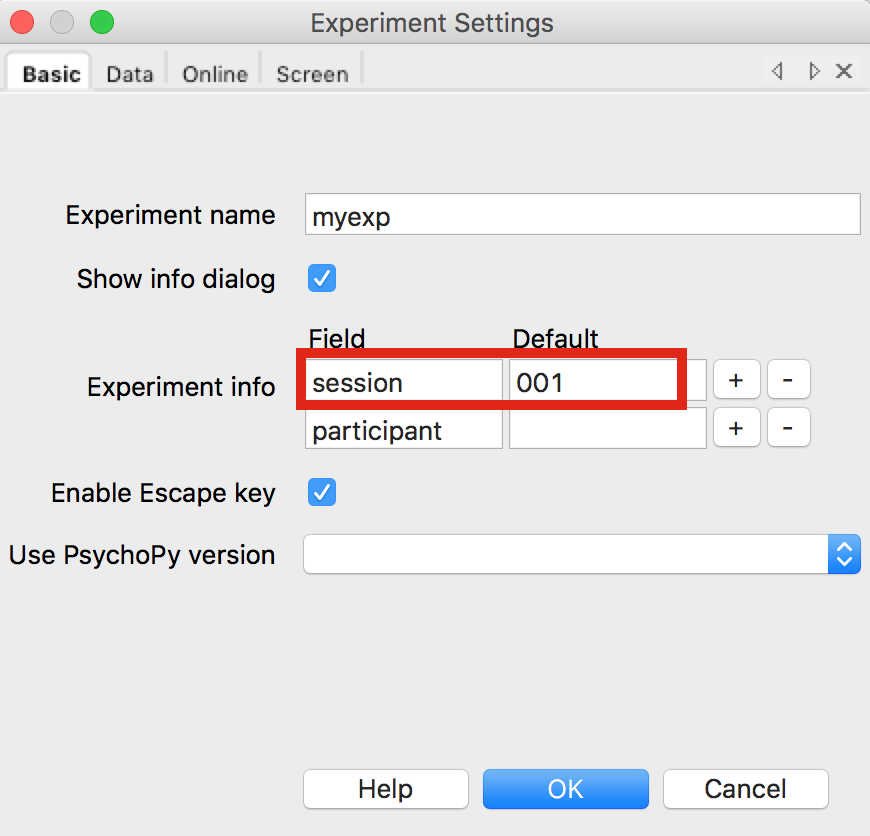 Experiment Settings
Basic Data Online Screen
Experiment name myexp
Show info dialog
Field Default
Experiment info session 001 + -
participant + -
Enable Escape key
Use PsychoPy version
Help OK Cancel